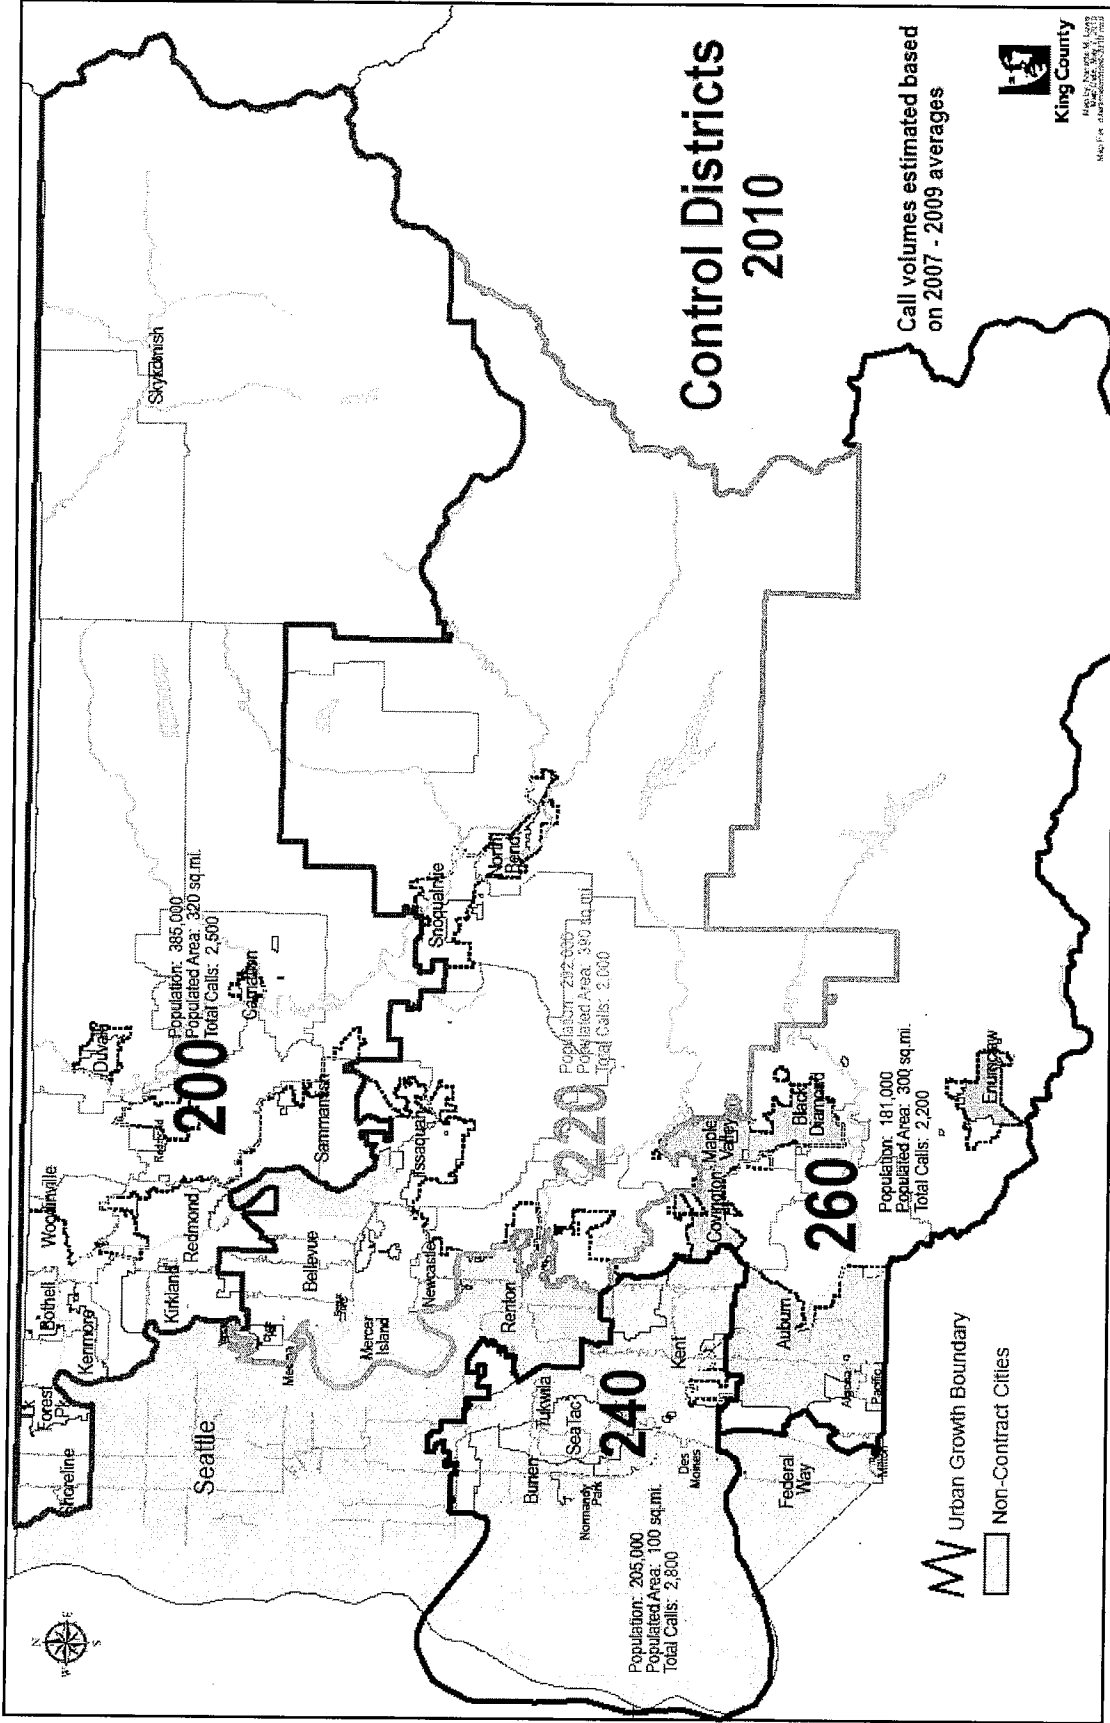 Control Districts
2010
Call volumes estimated based
on 2007 - 2009 averages
King County
N
E
S
W
Skykomish
Duvall
Population: 385,000
Populated Area: 320 sq.mi.
Total Calls: 2,500
200
Carnation
Woodinville
Bothell
Kenmore
Lk
Forest
Pk
Shoreline
Kirkland
Redmond
Sammamish
Seattle
Bellevue
Medina
Mercer
Island
Issaquah
Newcastle
Snoqualmie
North
Bend
Population: 292,000
Populated Area: 390 sq.mi.
Total Calls: 2,000
220
Renton
Tukwila
SeaTac
Burien
Normandy
Park
240
Kent
Des
Moines
Population: 205,000
Populated Area: 100 sq.mi.
Total Calls: 2,800
Covington
Maple
Valley
Black
Diamond
260
Population: 181,000
Populated Area: 300 sq.mi.
Total Calls: 2,200
Enumclaw
Auburn
Algona
Pacific
Milton
Federal
Way
Urban Growth Boundary
Non-Contract Cities